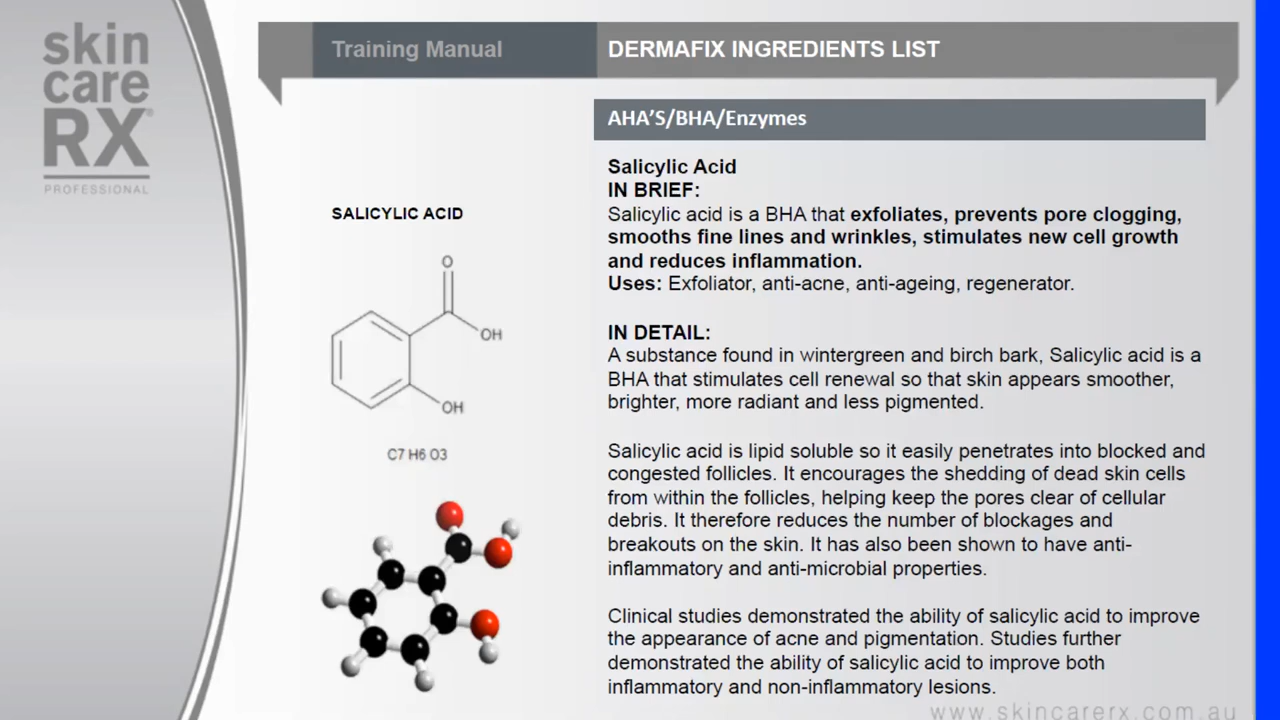 skin
care
RX®
PROFESSIONAL
Training Manual
DERMAFIX INGREDIENTS LIST
AHA'S/BHA/Enzymes
SALICYLIC ACID
O
OH
OH
C7 H6 O3
Salicylic Acid
IN BRIEF:
Salicylic acid is a BHA that exfoliates, prevents pore clogging,
smooths fine lines and wrinkles, stimulates new cell growth
and reduces inflammation.
Uses: Exfoliator, anti-acne, anti-ageing, regenerator.
IN DETAIL:
A substance found in wintergreen and birch bark, Salicylic acid is a
BHA that stimulates cell renewal so that skin appears smoother,
brighter, more radiant and less pigmented.
Salicylic acid is lipid soluble so it easily penetrates into blocked and
congested follicles. It encourages the shedding of dead skin cells
from within the follicles, helping keep the pores clear of cellular
debris. It therefore reduces the number of blockages and
breakouts on the skin. It has also been shown to have anti-
inflammatory and anti-microbial properties.
Clinical studies demonstrated the ability of salicylic acid to improve
the appearance of acne and pigmentation. Studies further
demonstrated the ability of salicylic acid to improve both
inflammatory and non-inflammatory lesions.
www.skincarerx.com.au